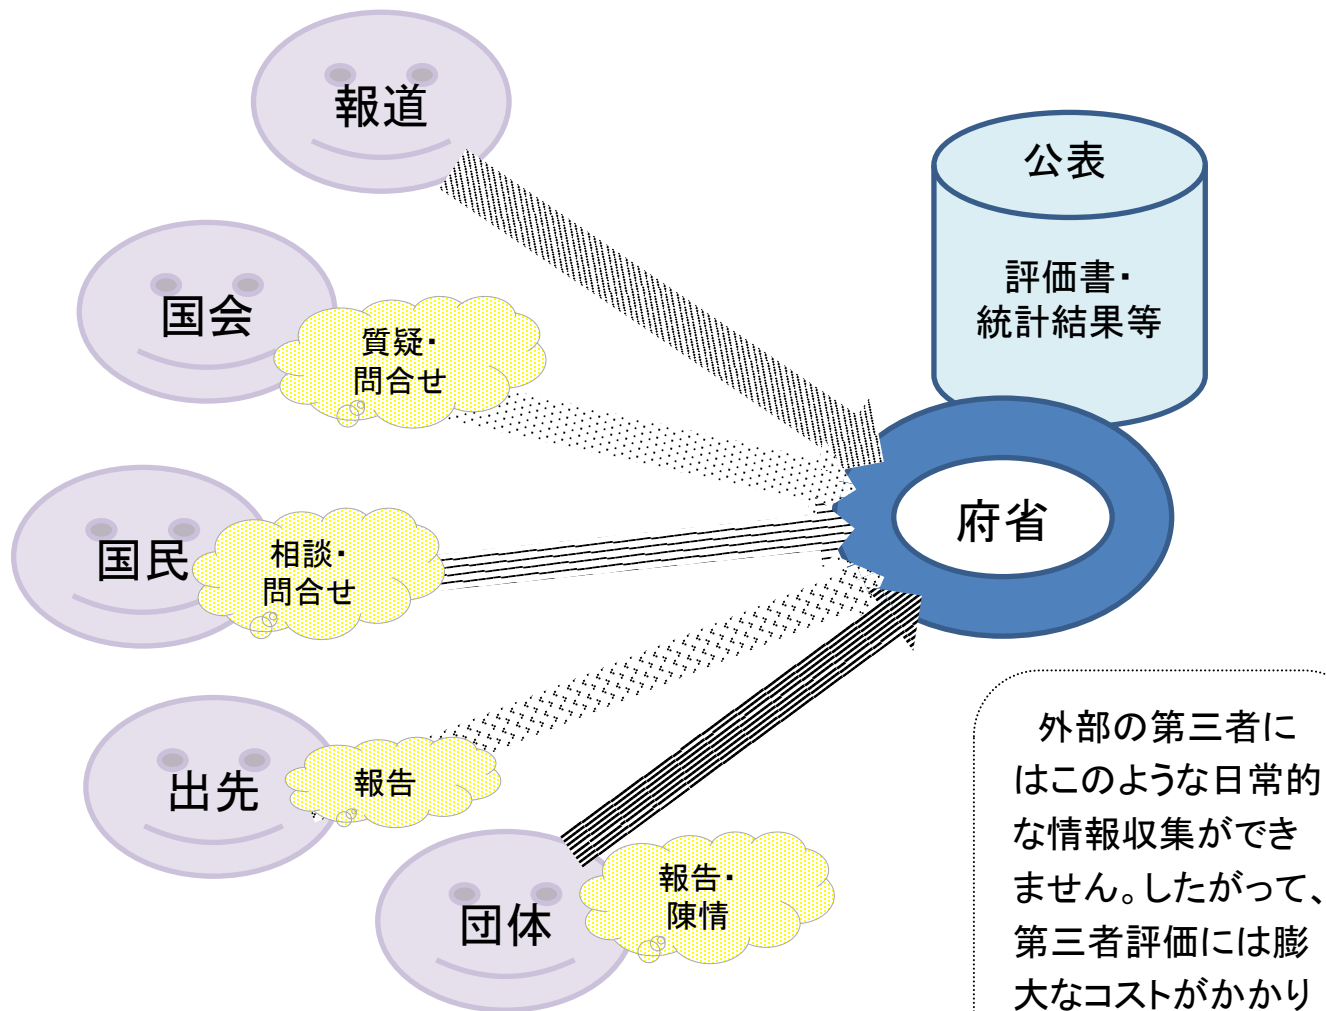 報道
公表
評価書・
統計結果等
国会
質疑・
問合せ
府省
国民
相談・
問合せ
出先
報告
団体
報告・
陳情
外部の第三者に
はこのような日常的
な情報収集ができ
ません。したがって、
第三者評価には膨
大なコストがかかり